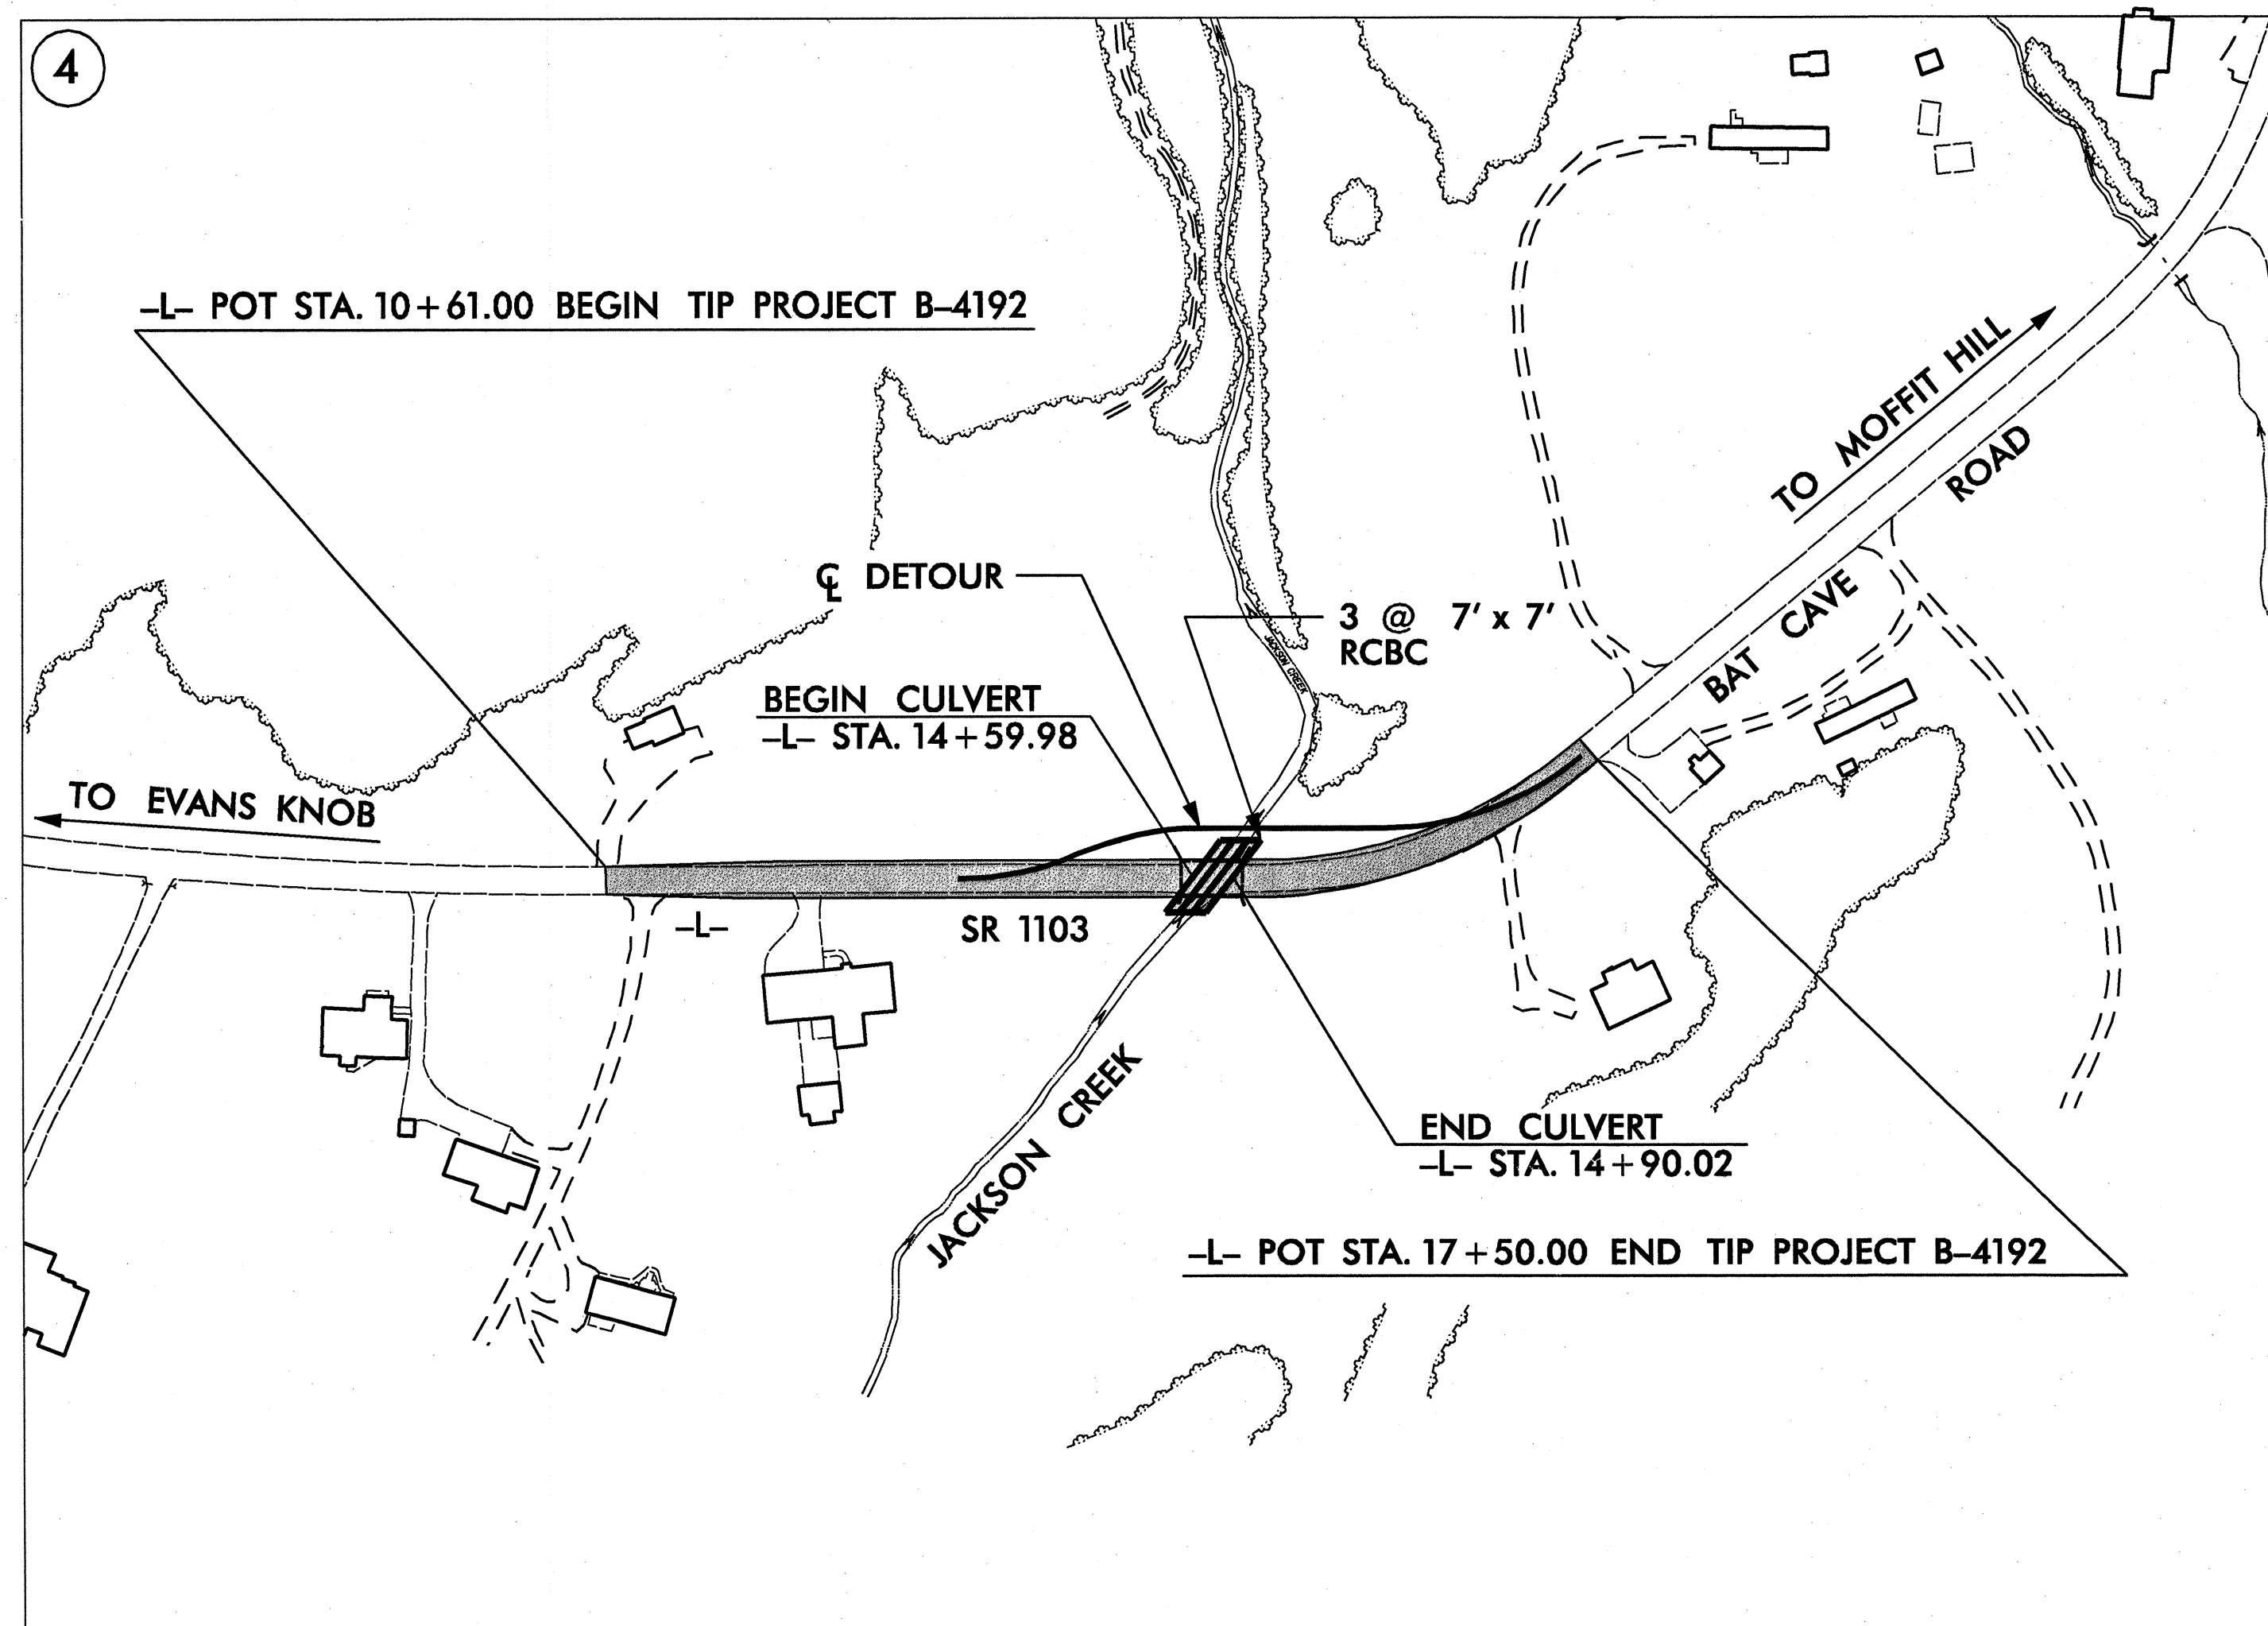 4
–L– POT STA. 10+61.00 BEGIN TIP PROJECT B–4192
TO MOFFIT HILL
BAT CAVE ROAD
℄ DETOUR
3 @ 7' x 7'
RCBC
JACKSON CREEK
BEGIN CULVERT
–L– STA. 14+59.98
TO EVANS KNOB
–L–
SR 1103
JACKSON CREEK
END CULVERT
–L– STA. 14+90.02
–L– POT STA. 17+50.00 END TIP PROJECT B–4192